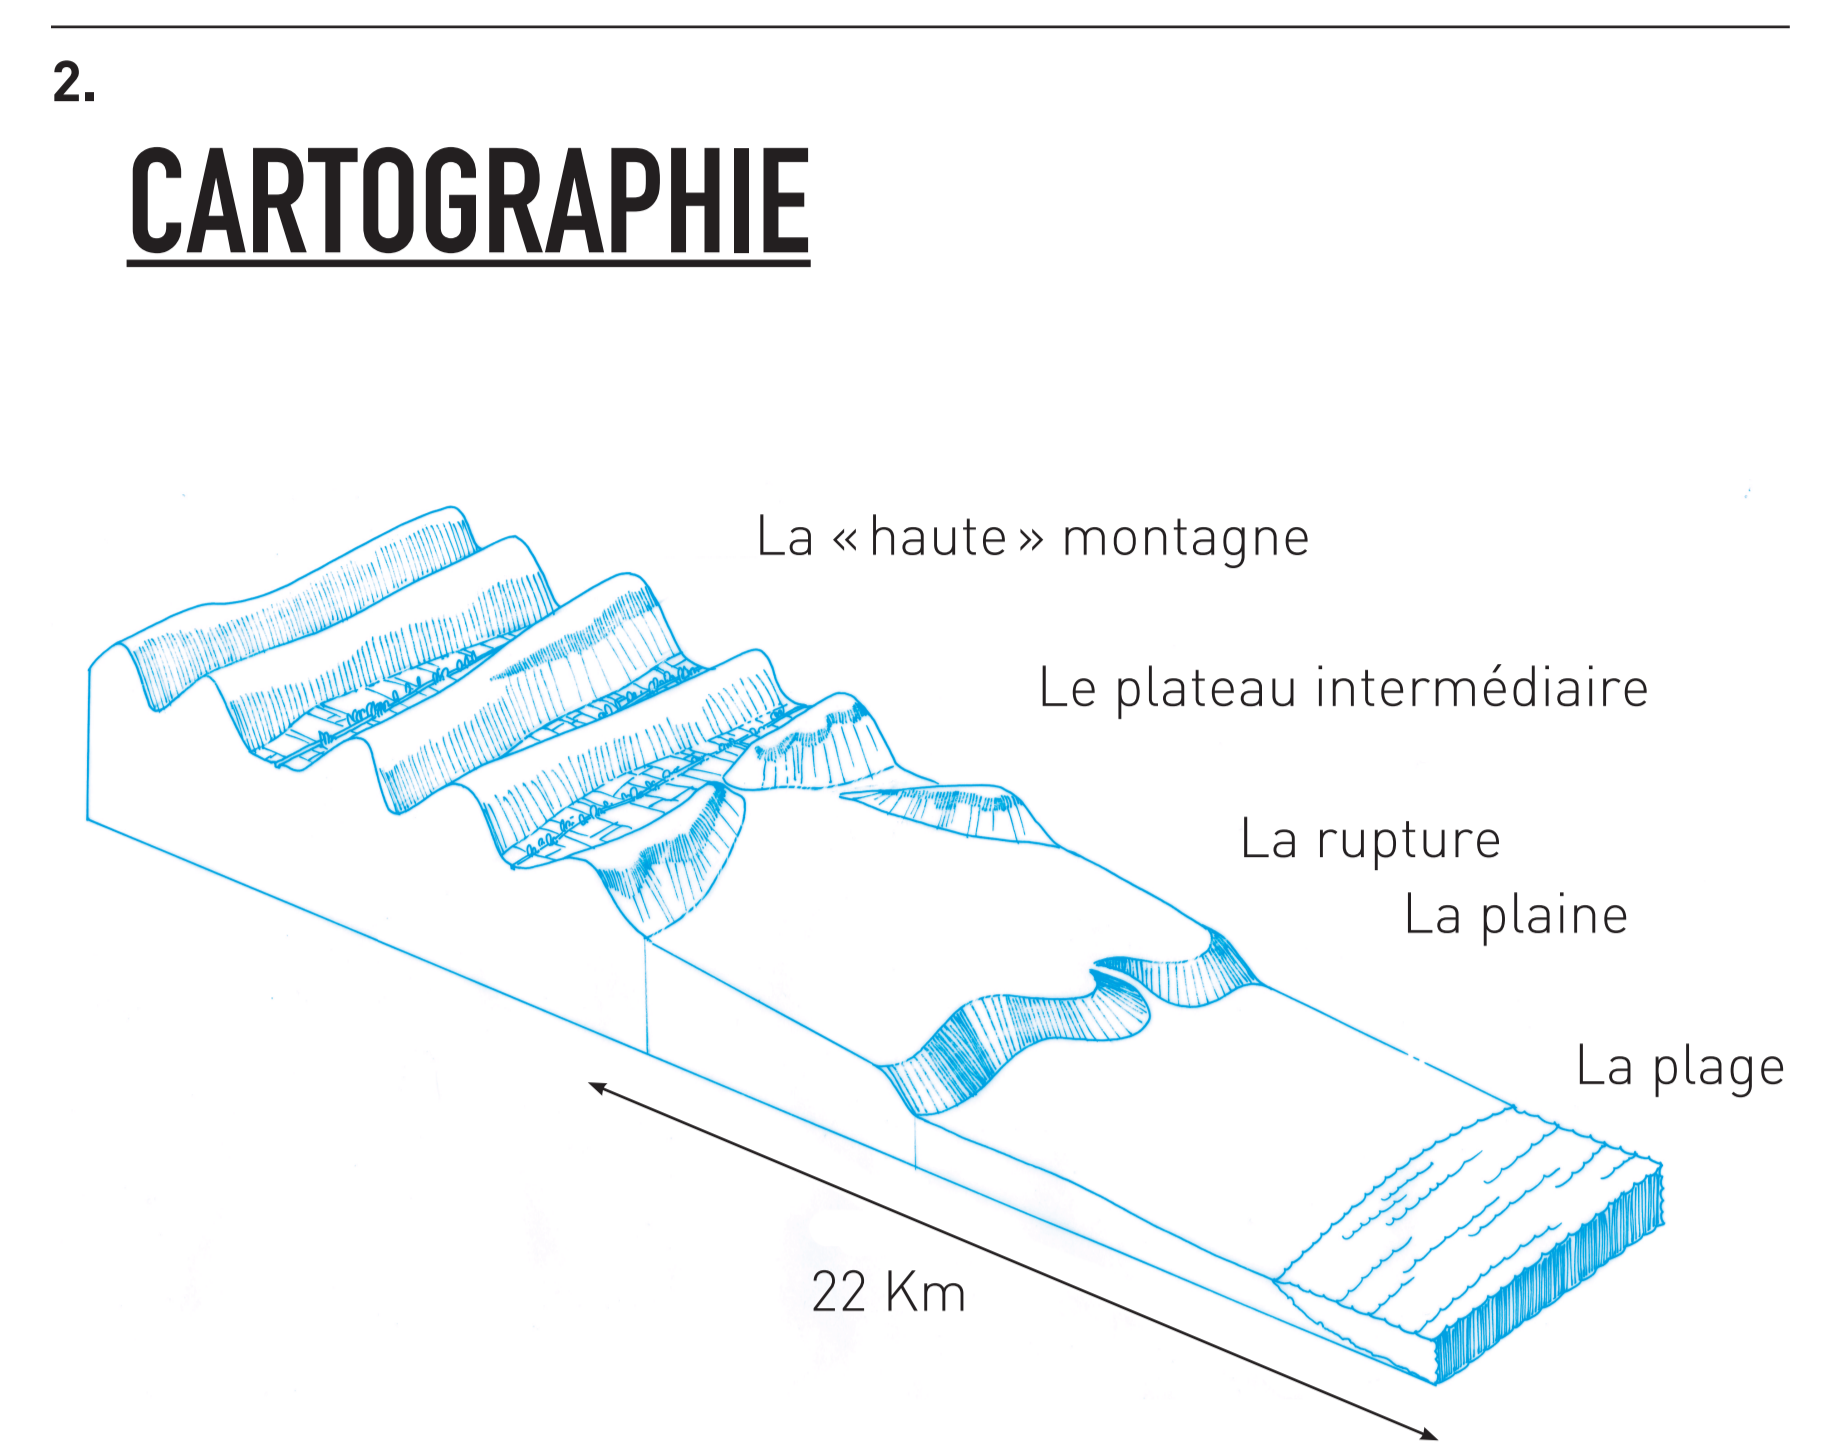 2.
CARTOGRAPHIE
La « haute » montagne
Le plateau intermédiaire
La rupture
La plaine
La plage
22 Km